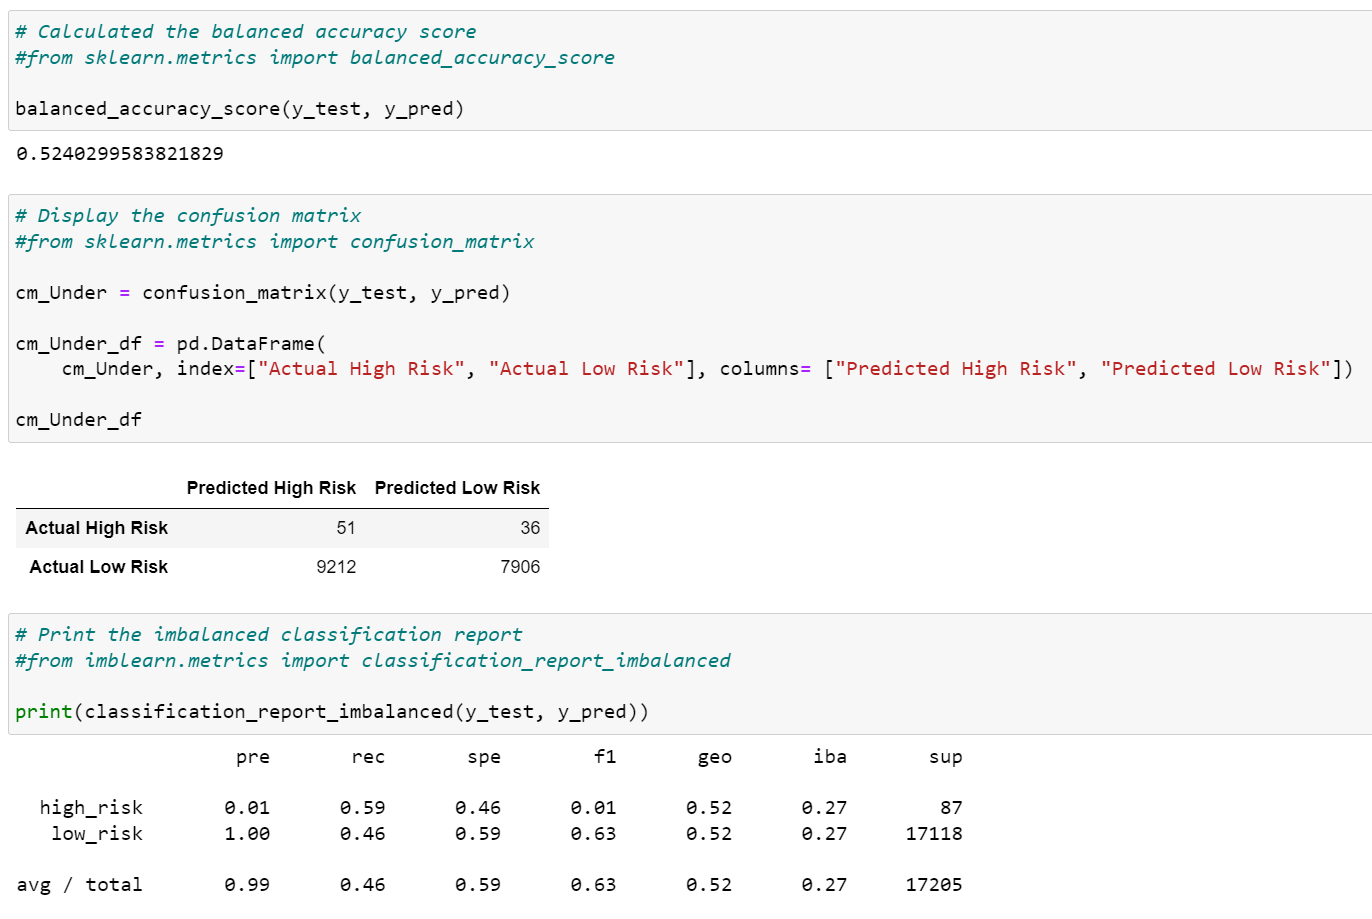 # Calculated the balanced accuracy score
#from sklearn.metrics import balanced_accuracy_score
balanced_accuracy_score(y_test, y_pred)
0.5240299583821829
# Display the confusion matrix
#from sklearn.metrics import confusion_matrix
cm_Under = confusion_matrix(y_test, y_pred)
cm_Under_df = pd.DataFrame(
    cm_Under, index=["Actual High Risk", "Actual Low Risk"], columns= ["Predicted High Risk", "Predicted Low Risk"])
cm_Under_df
Predicted High Risk Predicted Low Risk
Actual High Risk 51 36
Actual Low Risk 9212 7906
# Print the imbalanced classification report
#from imblearn.metrics import classification_report_imbalanced
print(classification_report_imbalanced(y_test, y_pred))
pre rec spe f1 geo iba sup
high_risk 0.01 0.59 0.46 0.01 0.52 0.27 87
low_risk 1.00 0.46 0.59 0.63 0.52 0.27 17118
avg / total 0.99 0.46 0.59 0.63 0.52 0.27 17205